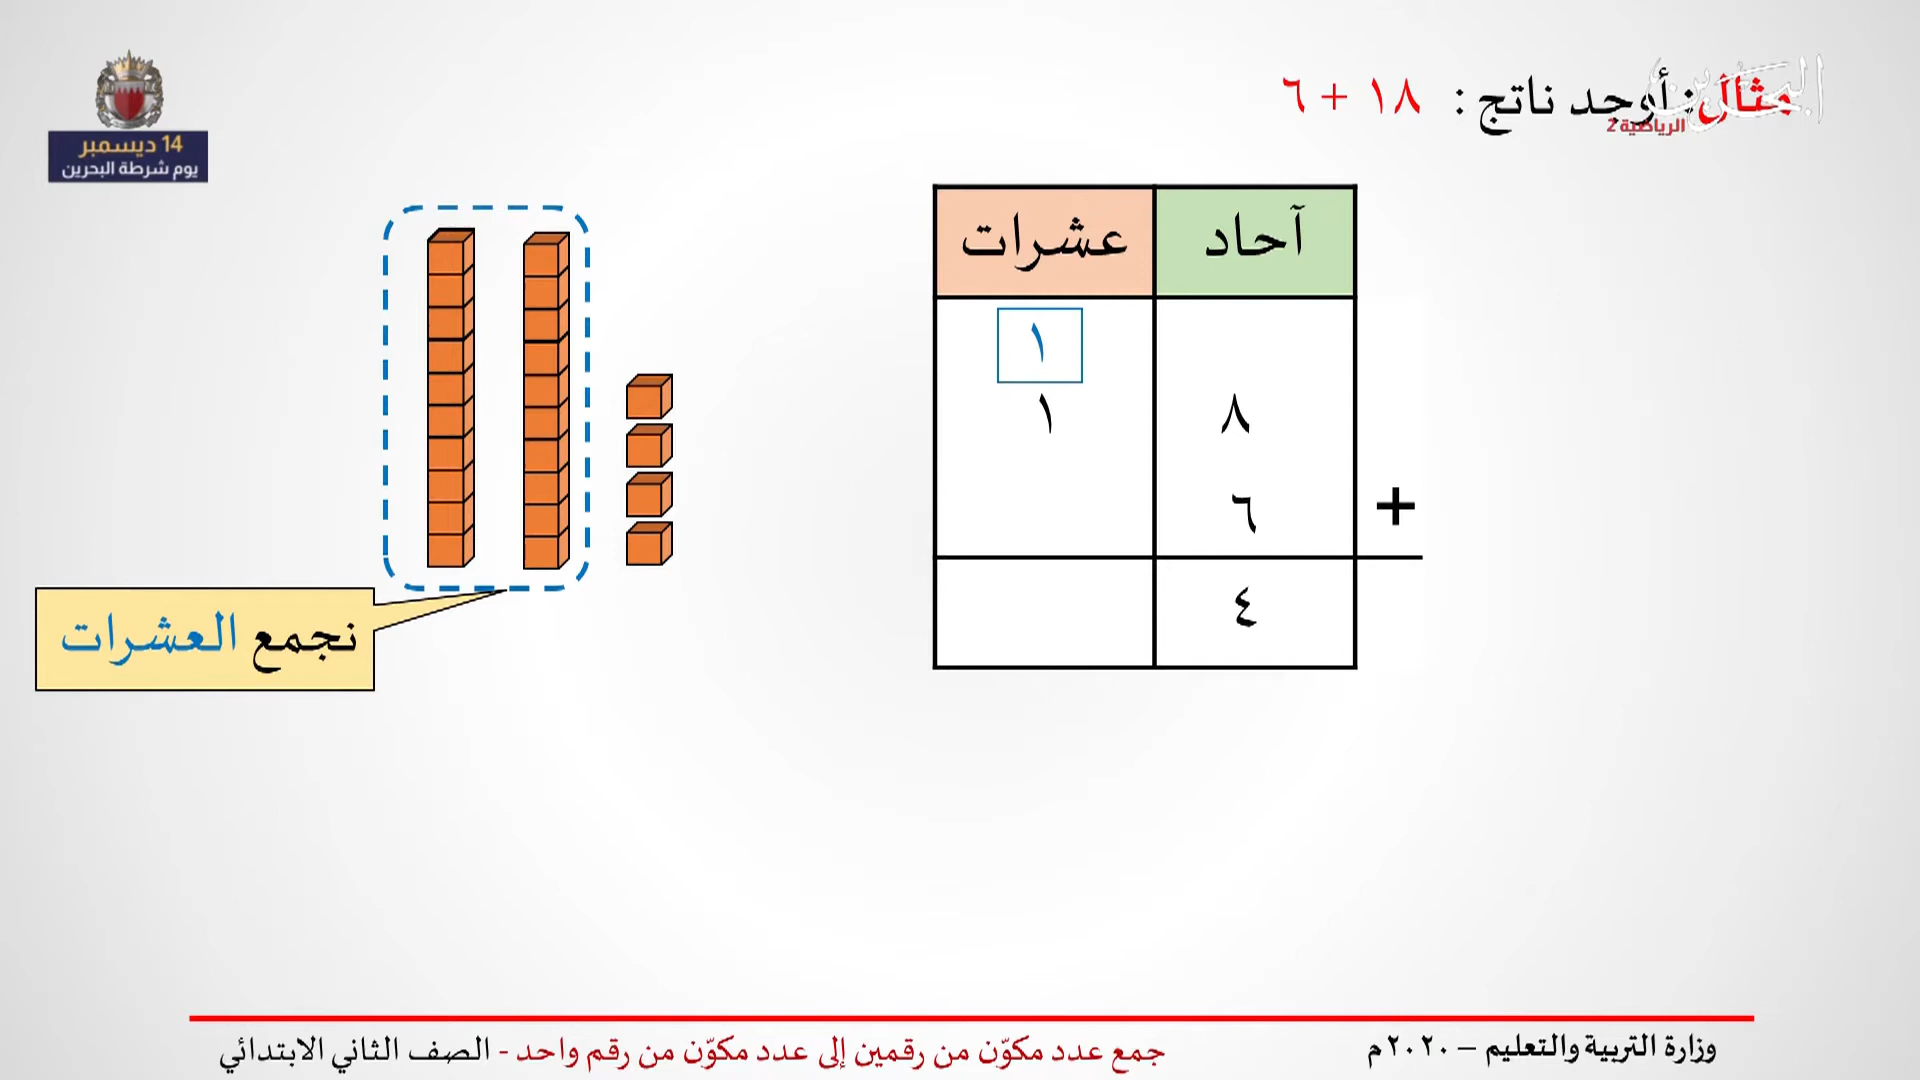 مثال: أوجد ناتج : ١٨ + ٦
البحرين
الرياضية 2
14 ديسمبر
يوم شرطة البحرين
آحاد عشرات
١
٨ ١
+ ٦
٤
نجمع العشرات
وزارة التربية والتعليم – ٢٠٢٠م
جمع عدد مكوّن من رقمين إلى عدد مكوّن من رقم واحد - الصف الثاني الابتدائي